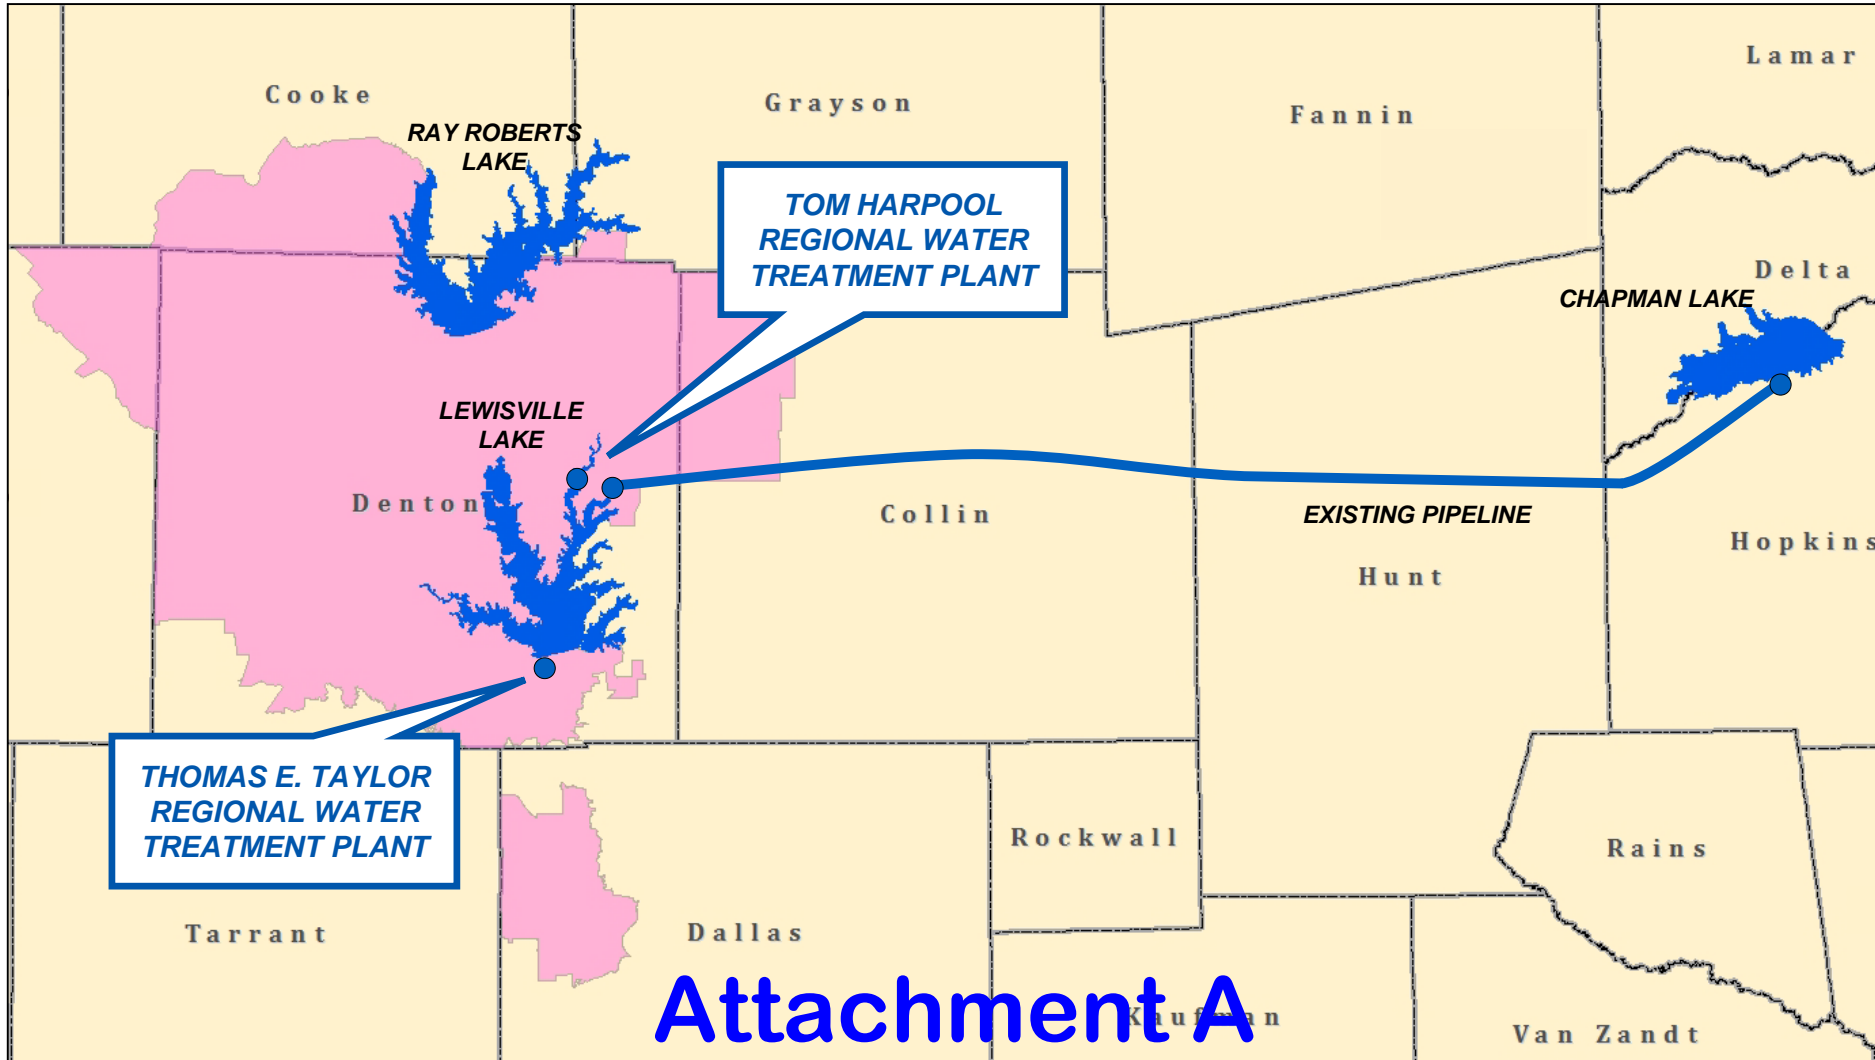 Lamar
Cooke
Grayson
Fannin
RAY ROBERTS
LAKE
TOM HARPOOL
REGIONAL WATER
TREATMENT PLANT
Delta
CHAPMAN LAKE
LEWISVILLE
LAKE
Denton
Collin
EXISTING PIPELINE
Hopkins
Hunt
THOMAS E. TAYLOR
REGIONAL WATER
TREATMENT PLANT
Rockwall
Rains
Tarrant
Dallas
Attachment A
Kaufman
Van Zandt